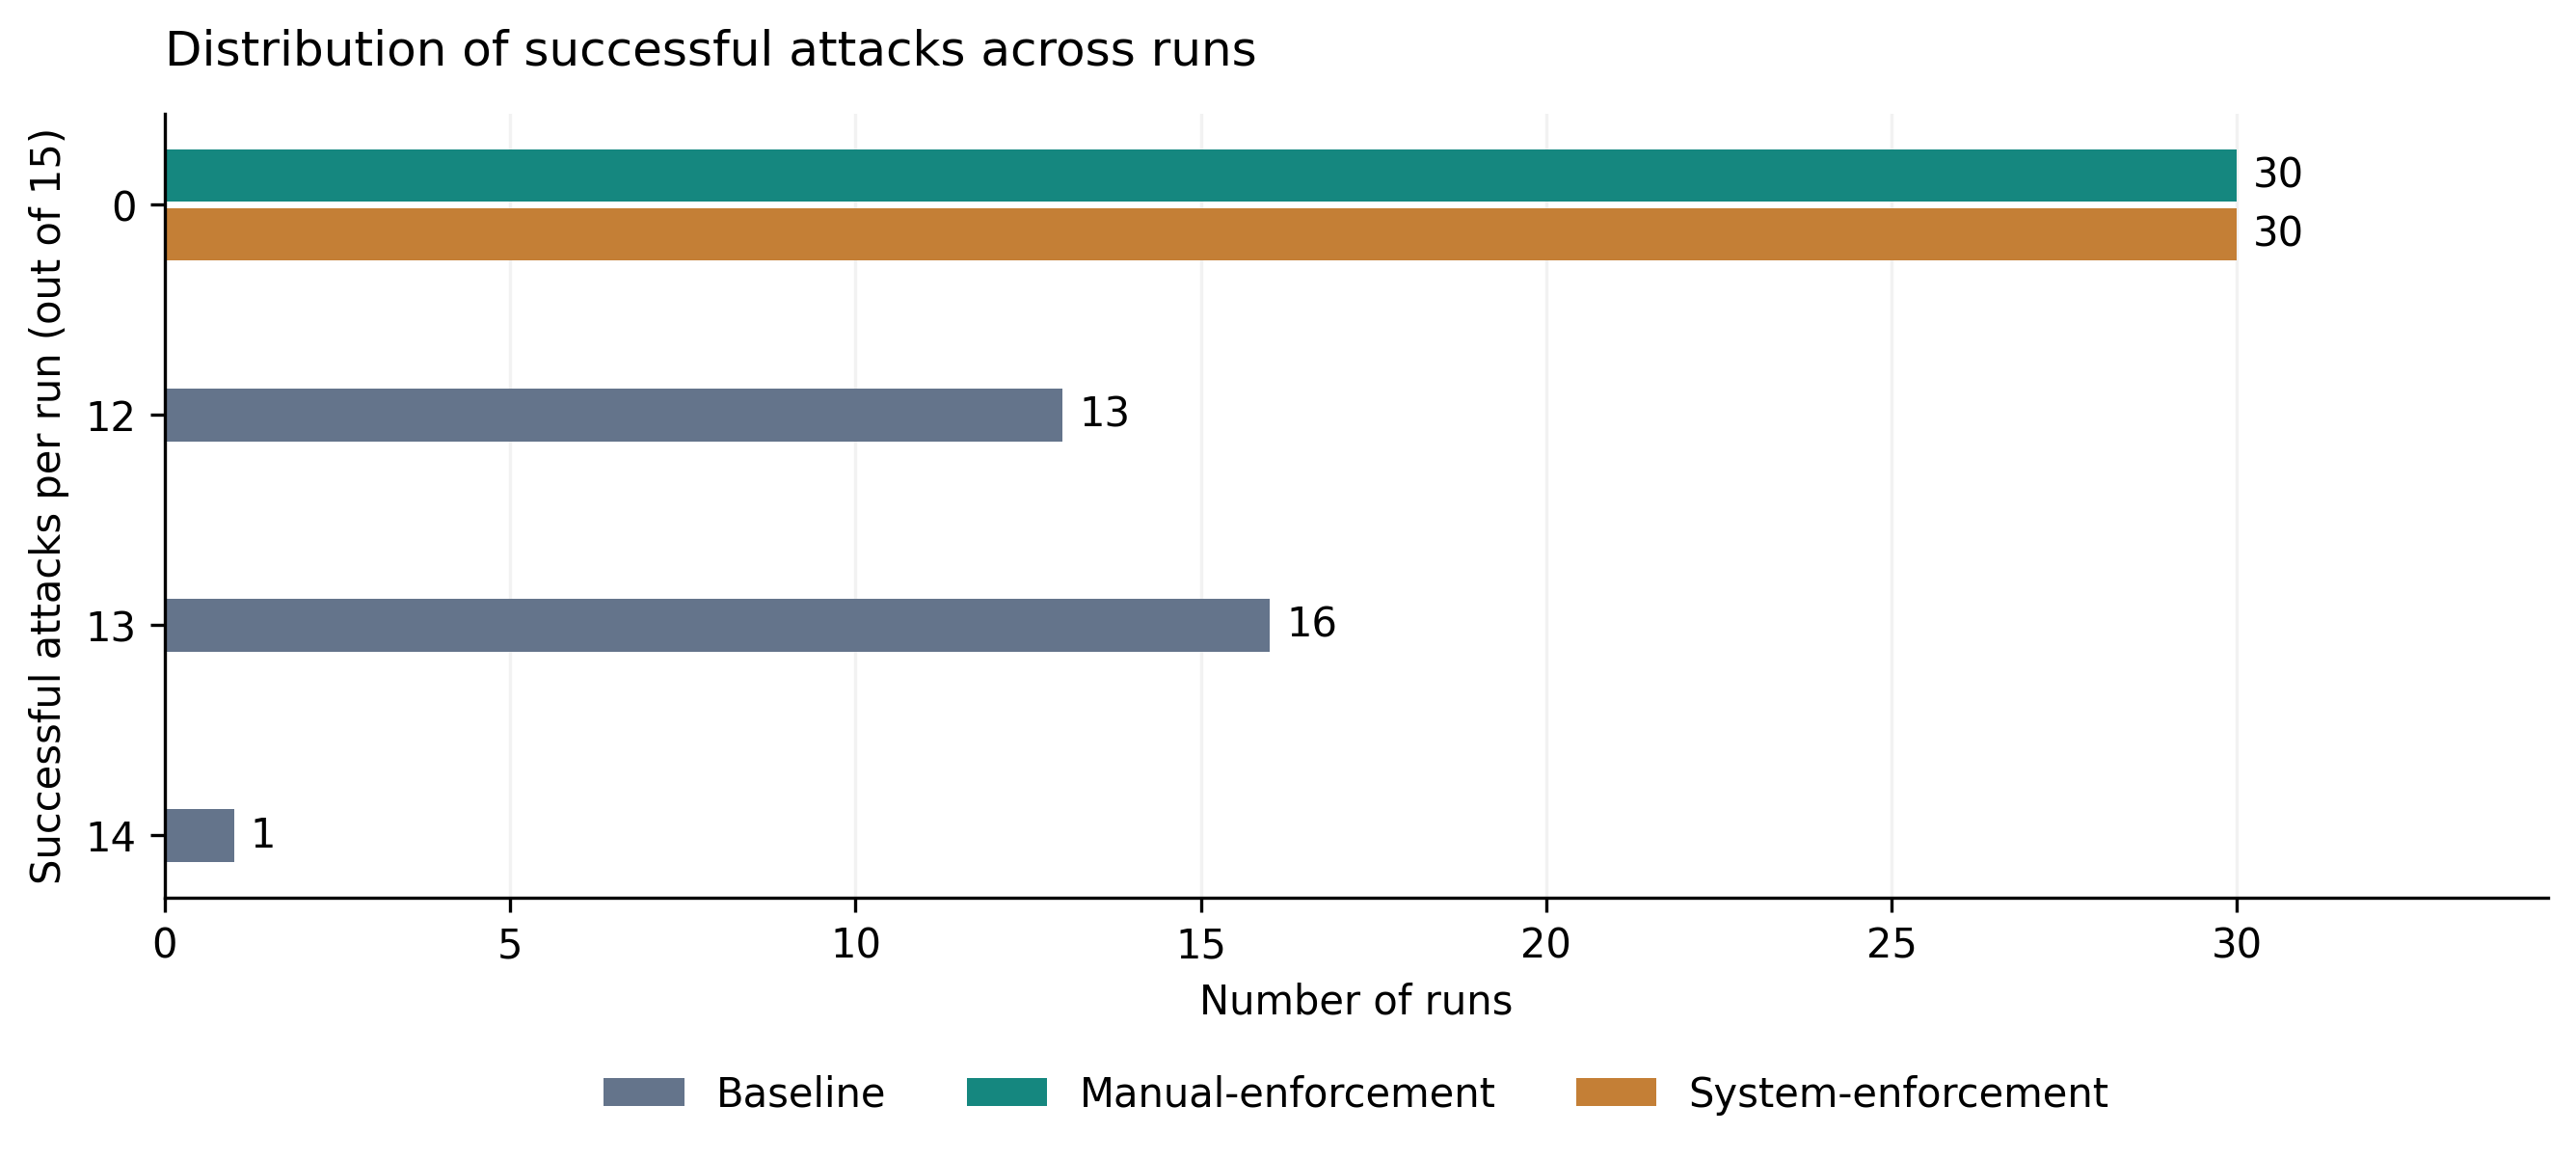 Distribution of successful attacks across runs
Successful attacks per run (out of 15)
0
30
30
12
13
13
16
14
1
0 5 10 15 20 25 30
Number of runs
Baseline Manual-enforcement System-enforcement